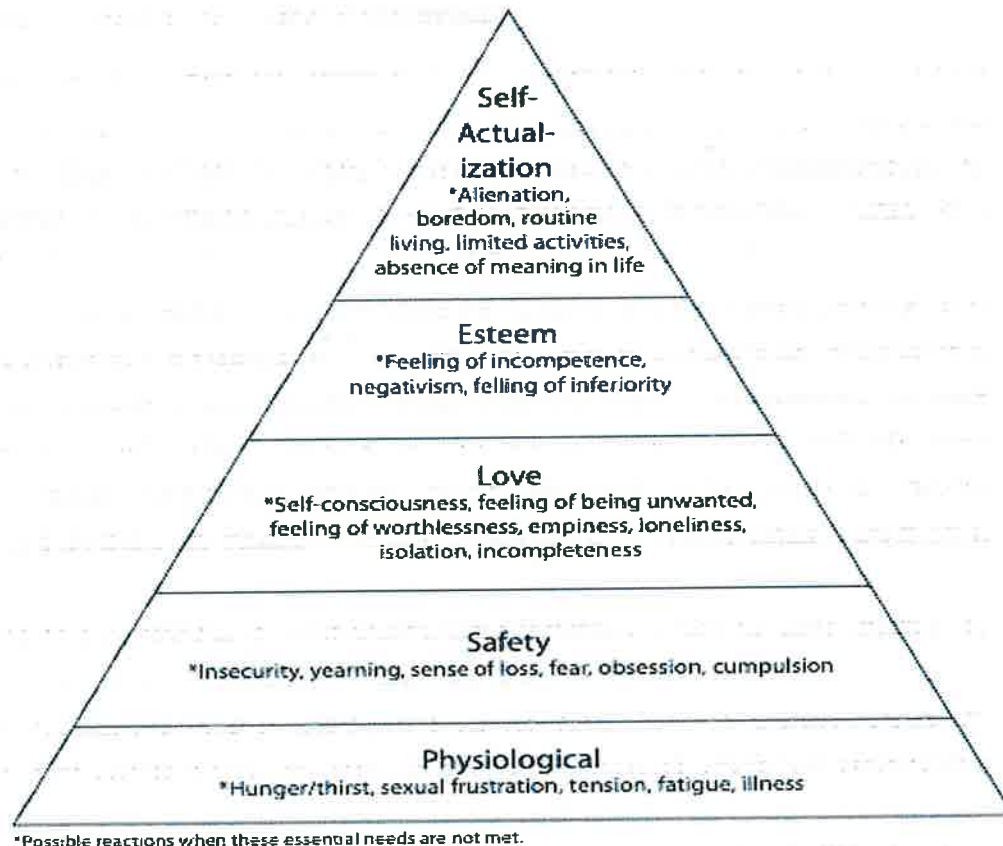 Self-
Actual-
ization
*Alienation,
boredom, routine
living, limited activities,
absence of meaning in life
Esteem
*Feeling of incompetence,
negativism, felling of inferiority
Love
*Self-consciousness, feeling of being unwanted,
feeling of worthlessness, empiness, loneliness,
isolation, incompleteness
Safety
*Insecurity, yearning, sense of loss, fear, obsession, cumpulsion
Physiological
*Hunger/thirst, sexual frustration, tension, fatigue, illness
*Possible reactions when these essential needs are not met.